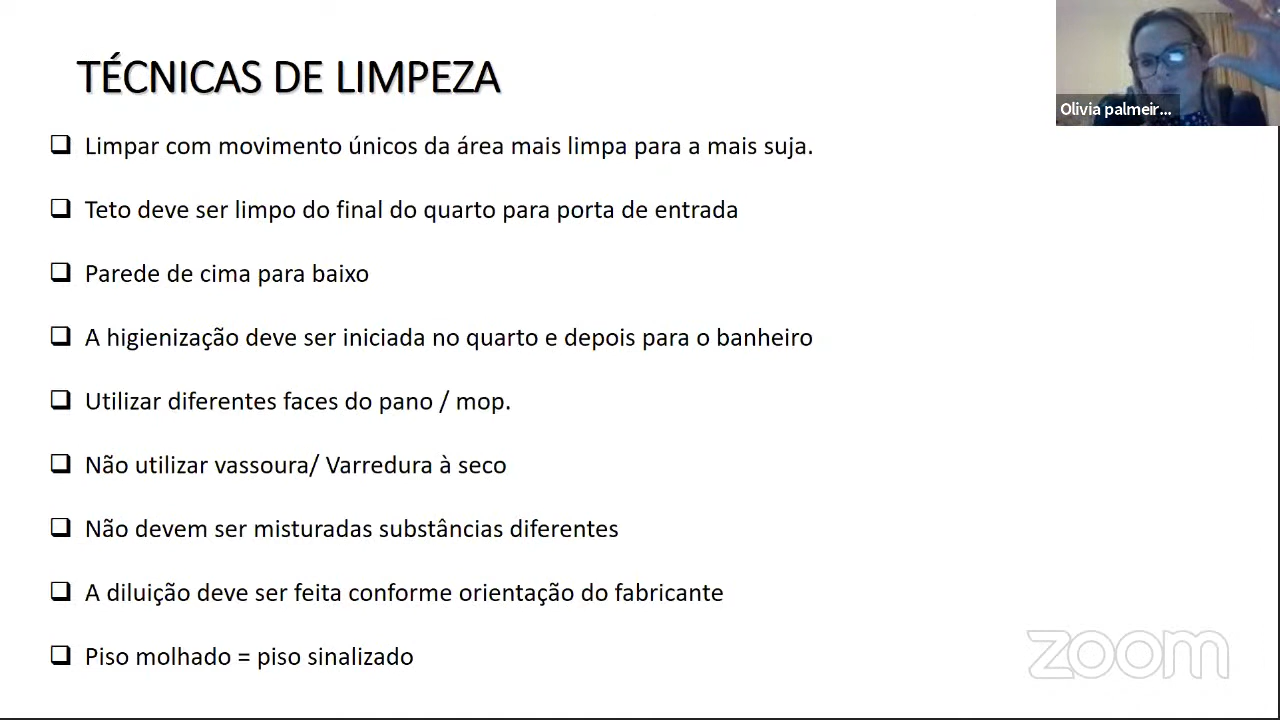 TÉCNICAS DE LIMPEZA
Olivia palmeir...
Limpar com movimento únicos da área mais limpa para a mais suja.
Teto deve ser limpo do final do quarto para porta de entrada
Parede de cima para baixo
A higienização deve ser iniciada no quarto e depois para o banheiro
Utilizar diferentes faces do pano / mop.
Não utilizar vassoura/ Varredura à seco
Não devem ser misturadas substâncias diferentes
A diluição deve ser feita conforme orientação do fabricante
Piso molhado = piso sinalizado
zoom